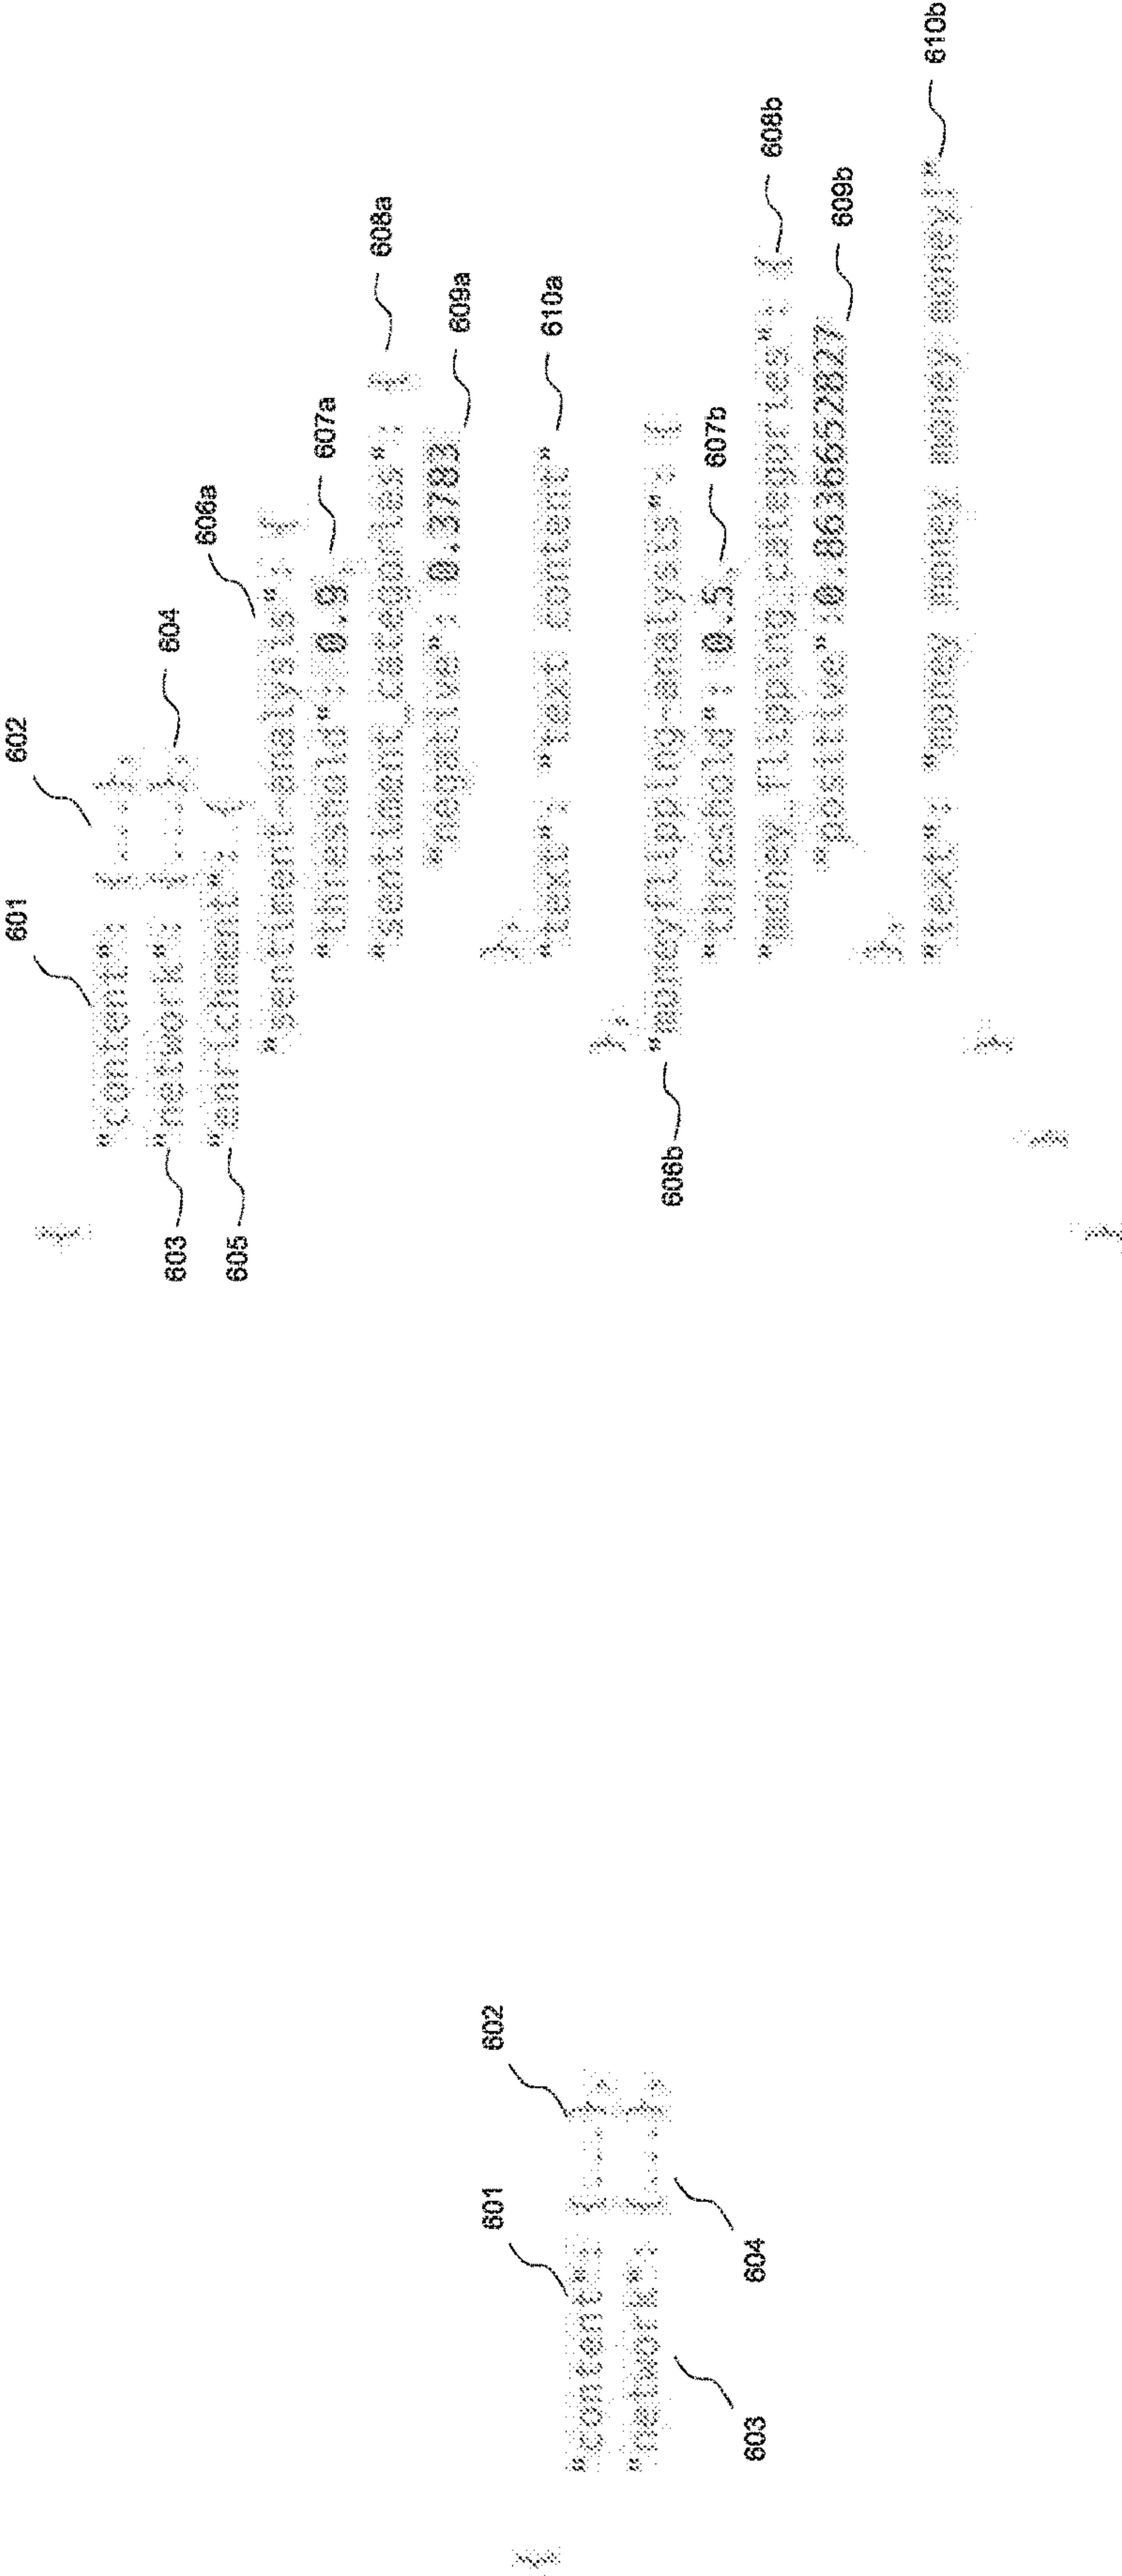 {
"content": {...},
"network": {...},
601
602
603
604
{
"content": {...},
"network": {...},
"enrichment": {
"sentiment-analysis": {
"threshold": 0.9,
"sentiment_categories": {
"negative": 0.3783
},
"text": "text content"
},
"moneyflipping-analysis": {
"threshold": 0.5,
"money_flipping_categories": {
"positive":0.8636652827
},
"text": "money money money money!"
}
}
}
601
602
603
604
605
606a
607a
608a
609a
610a
606b
607b
608b
609b
610b